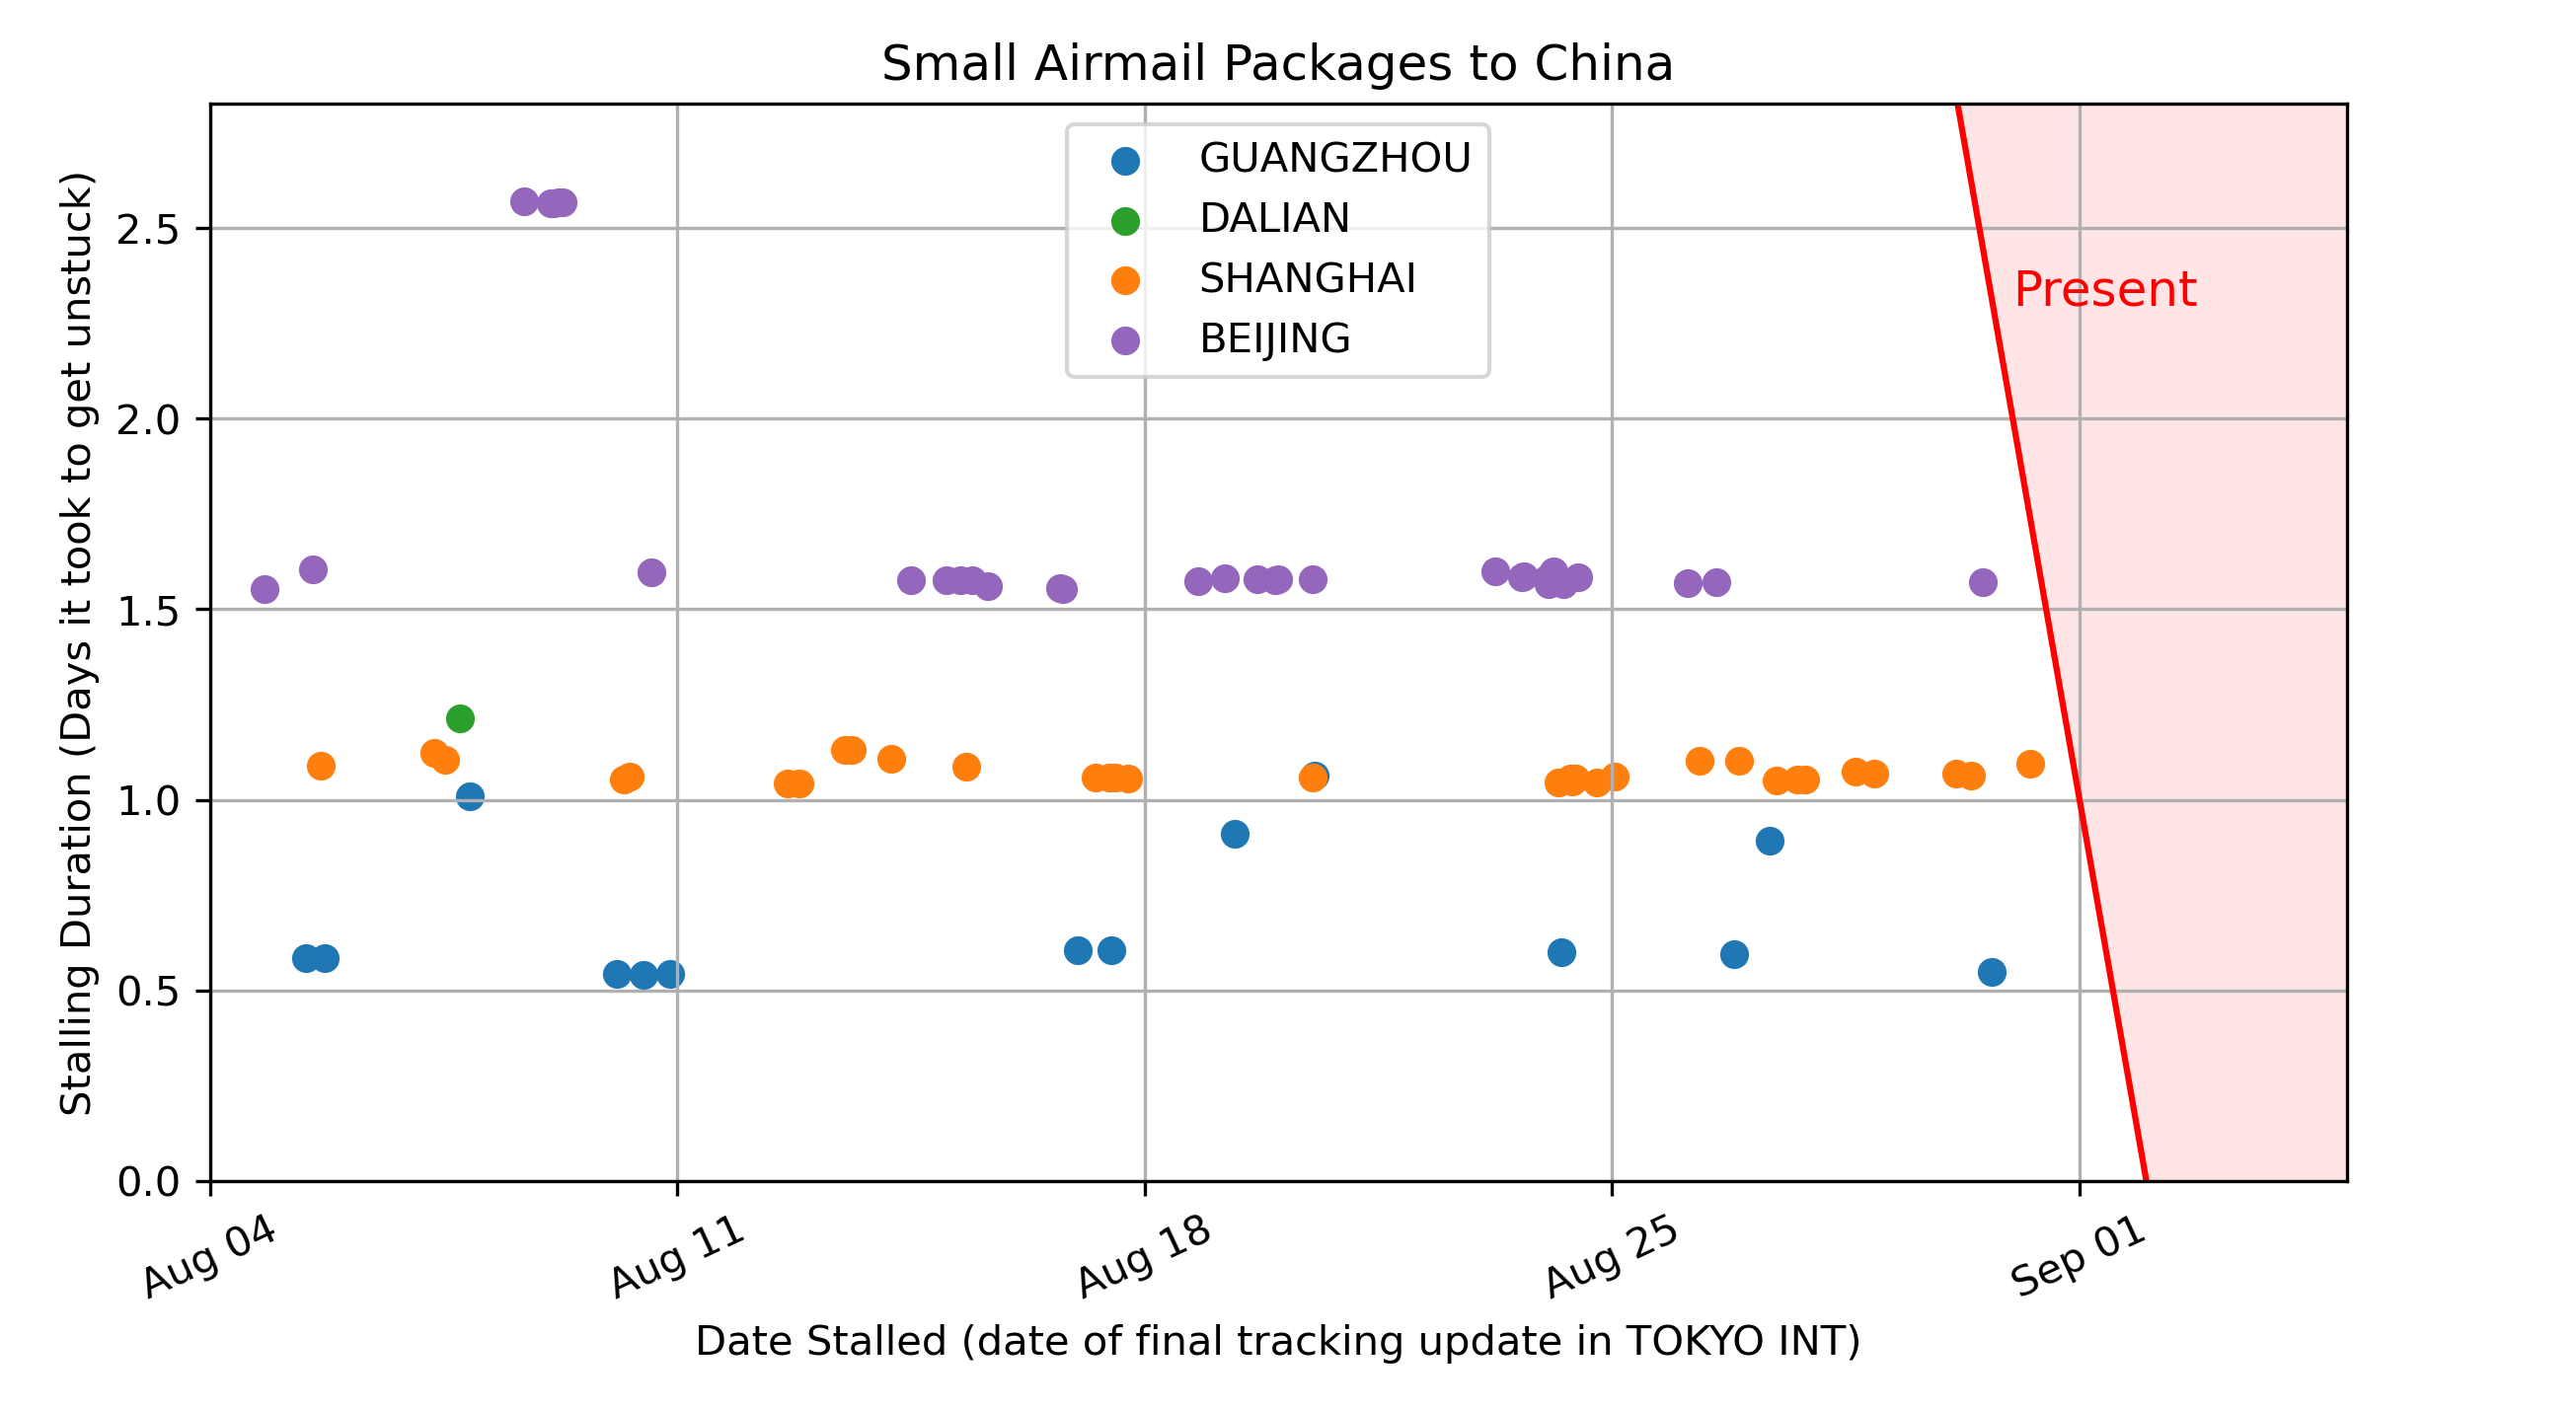 Small Airmail Packages to China
GUANGZHOU
DALIAN
SHANGHAI
BEIJING
Present
Stalling Duration (Days it took to get unstuck)
2.5
2.0
1.5
1.0
0.5
0.0
Aug 04
Aug 11
Aug 18
Aug 25
Sep 01
Date Stalled (date of final tracking update in TOKYO INT)